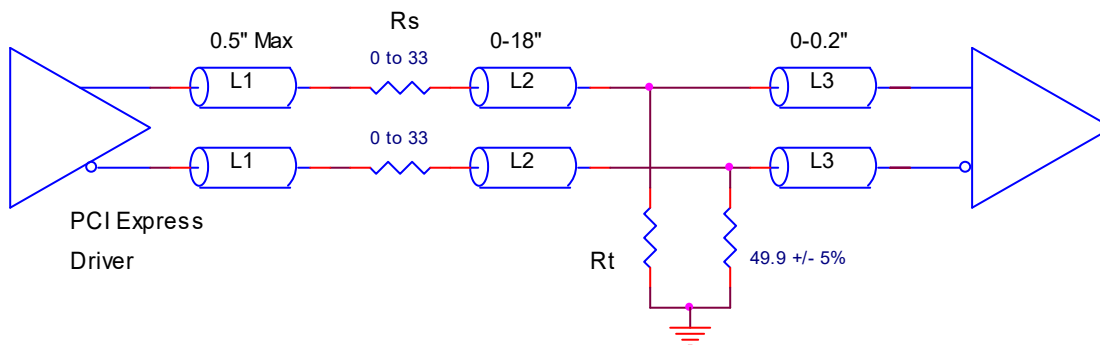 Rs
0.5" Max
0-18"
0-0.2"
0 to 33
L1
L2
L3
0 to 33
L1
L2
L3
PCI Express
Driver
Rt
49.9 +/- 5%